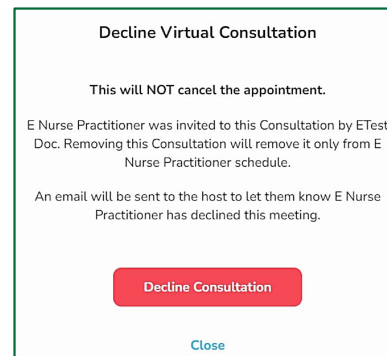 Decline Virtual Consultation
This will NOT cancel the appointment.
E Nurse Practitioner was invited to this Consultation by ETest
Doc. Removing this Consultation will remove it only from E
Nurse Practitioner schedule.
An email will be sent to the host to let them know E Nurse
Practitioner has declined this meeting.
Decline Consultation
Close